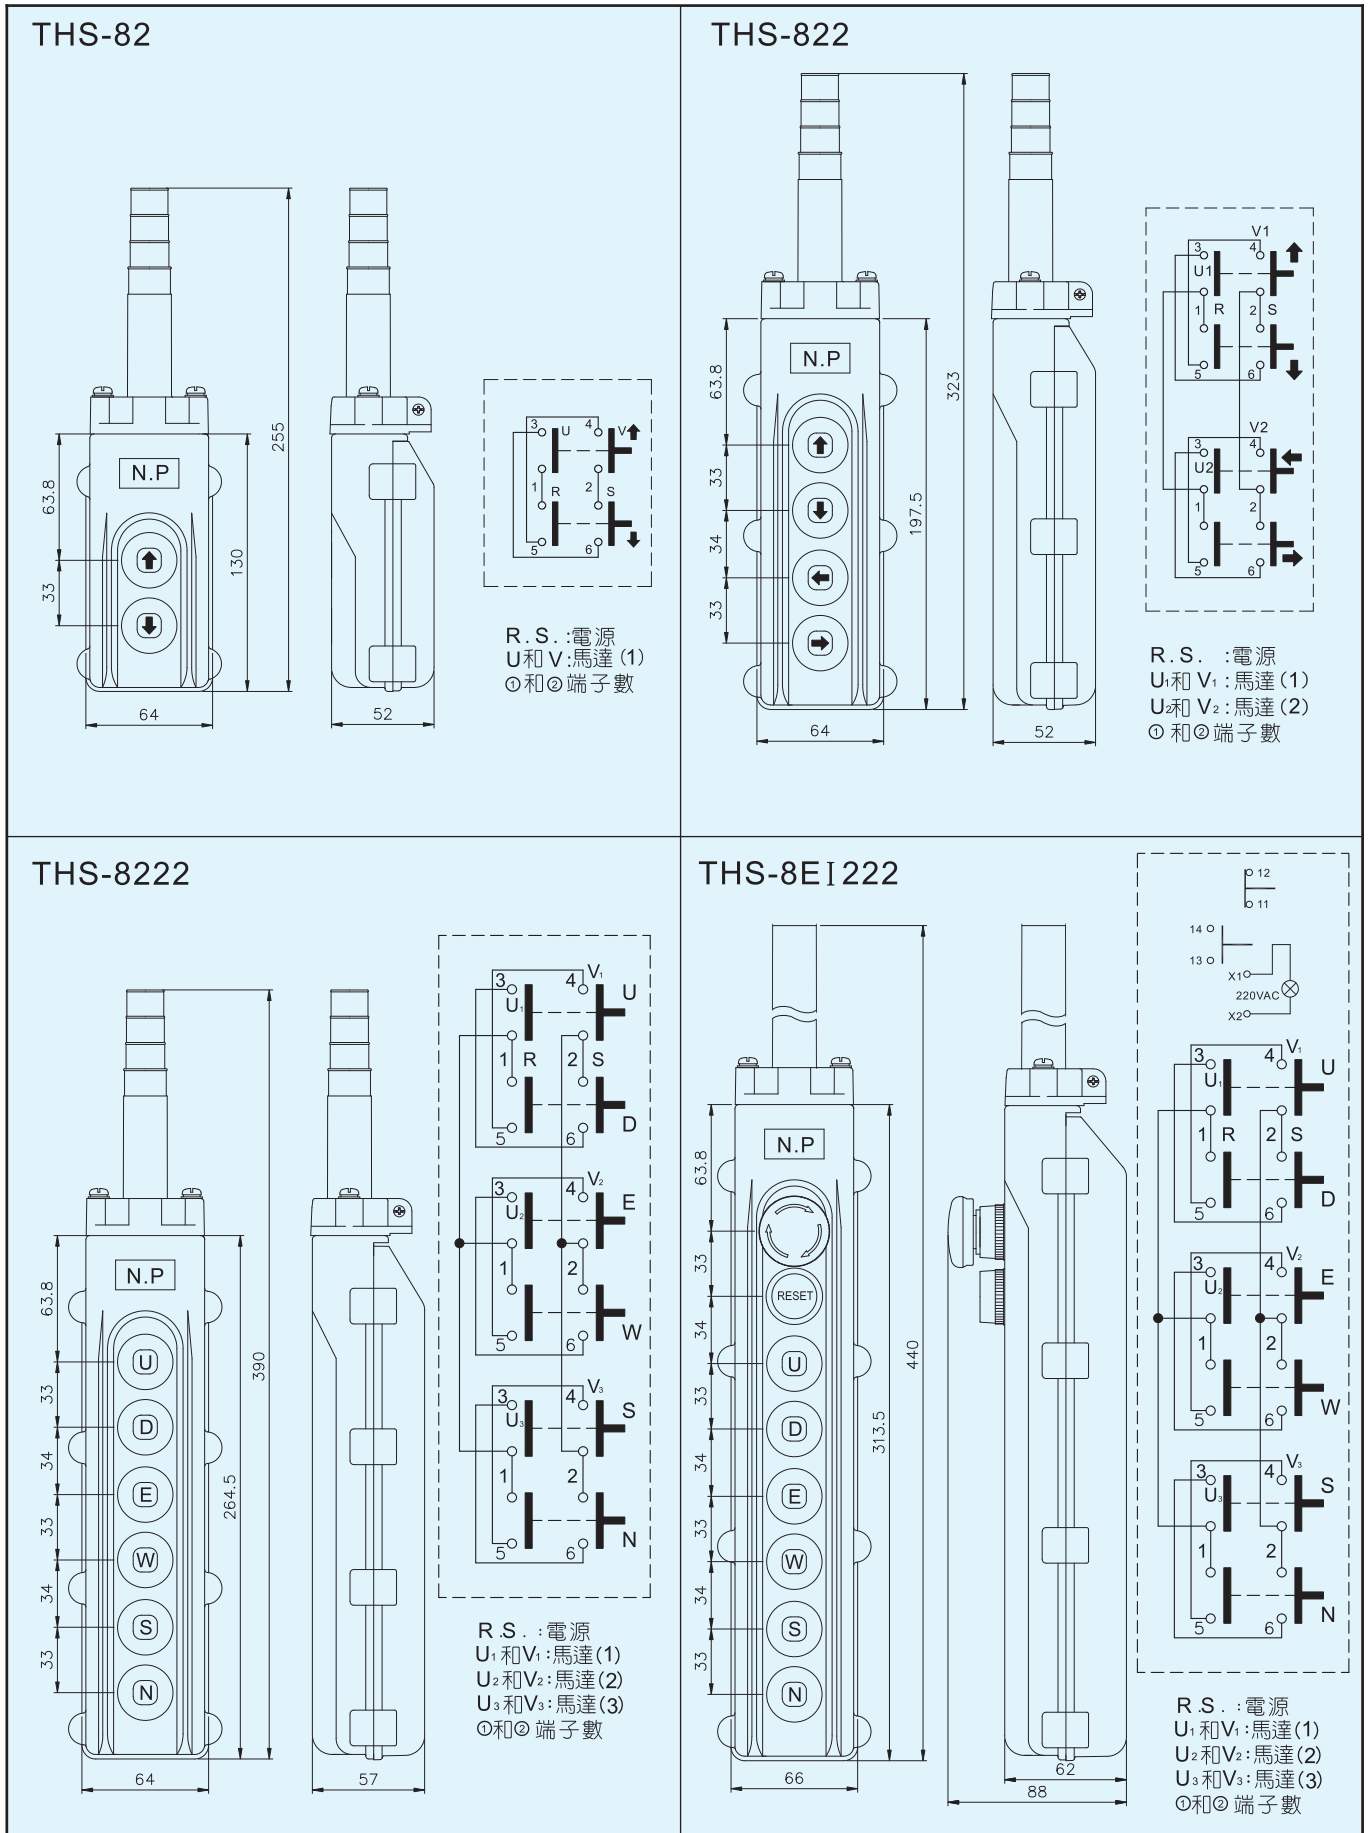 THS-82
255
63.8
33
130
N.P
64
52
3 4
U V
1 R 2 S
5 6
R.S.:電源
U和V:馬達(1)
①和②端子數
THS-822
323
63.8
33
34
33
197.5
N.P
64
52
V1
3 4
U1
1 R 2 S
5 6
V2
3 4
U2
1 2
5 6
R.S. :電源
U₁和V₁:馬達(1)
U₂和V₂:馬達(2)
①和②端子數
THS-8222
390
63.8
33
34
33
34
33
264.5
N.P
U
D
E
W
S
N
64
57
3 4 V₁ U
U₁
1 R 2 S
5 6 D
3 4 V₂ E
U₂
1 2
5 6 W
3 4 V₃ S
U₃
1 2
5 6 N
R.S.:電源
U₁和V₁:馬達(1)
U₂和V₂:馬達(2)
U₃和V₃:馬達(3)
①和②端子數
THS-8EI222
440
63.8
33
34
33
34
33
34
33
313.5
N.P
RESET
U
D
E
W
S
N
66
62
88
12
11
14
13
X1
220VAC
X2
3 4 V₁ U
U₁
1 R 2 S
5 6 D
3 4 V₂ E
U₂
1 2
5 6 W
3 4 V₃ S
U₃
1 2
5 6 N
R.S.:電源
U₁和V₁:馬達(1)
U₂和V₂:馬達(2)
U₃和V₃:馬達(3)
①和②端子數